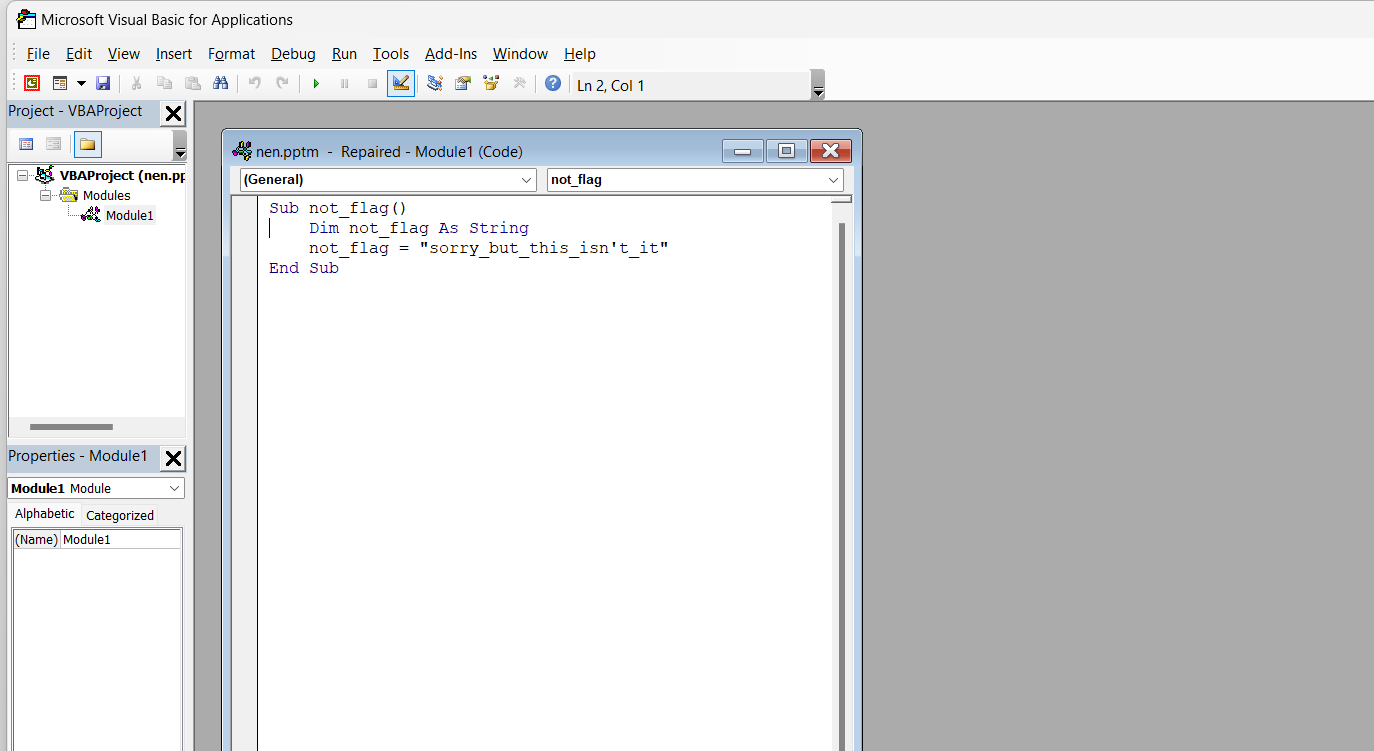 Microsoft Visual Basic for Applications
File Edit View Insert Format Debug Run Tools Add-Ins Window Help
Ln 2, Col 1
Project - VBAProject
VBAProject (nen.pp
Modules
Module1
Properties - Module1
Module1 Module
Alphabetic Categorized
(Name) Module1
nen.pptm - Repaired - Module1 (Code)
(General) not_flag
Sub not_flag()
Dim not_flag As String
not_flag = "sorry_but_this_isn't_it"
End Sub